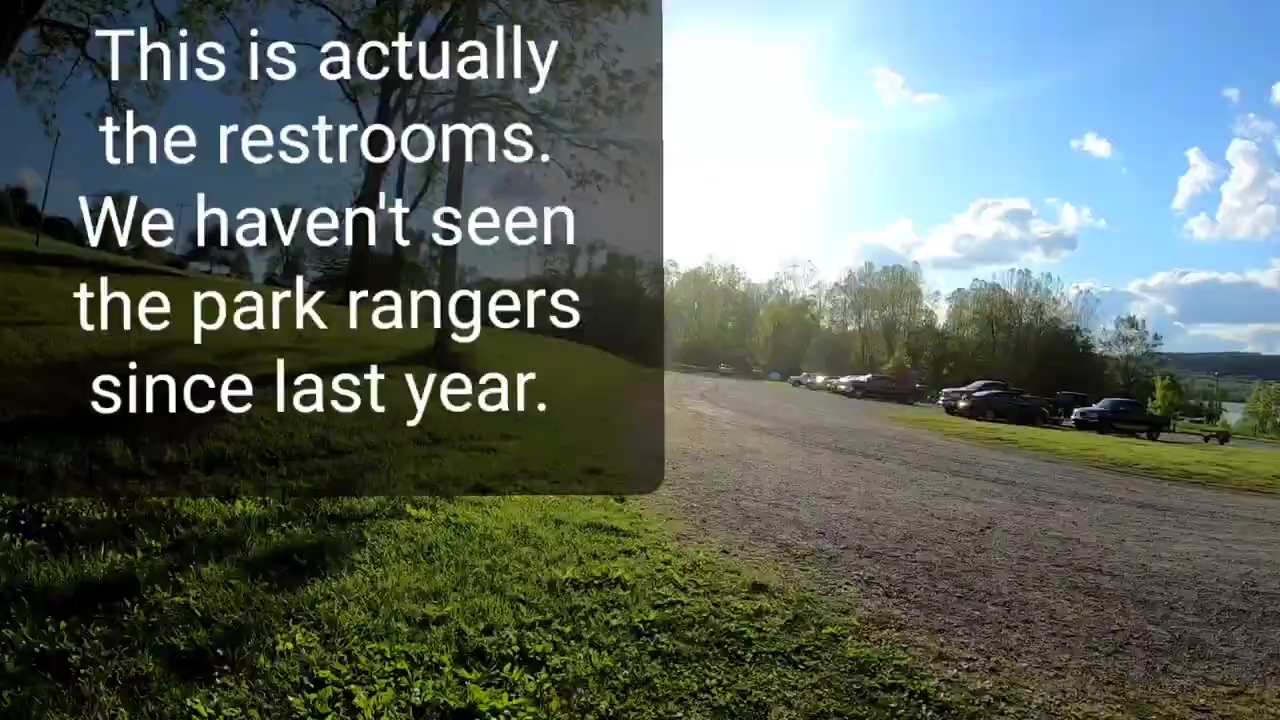 This is actually
the restrooms.
We haven't seen
the park rangers
since last year.